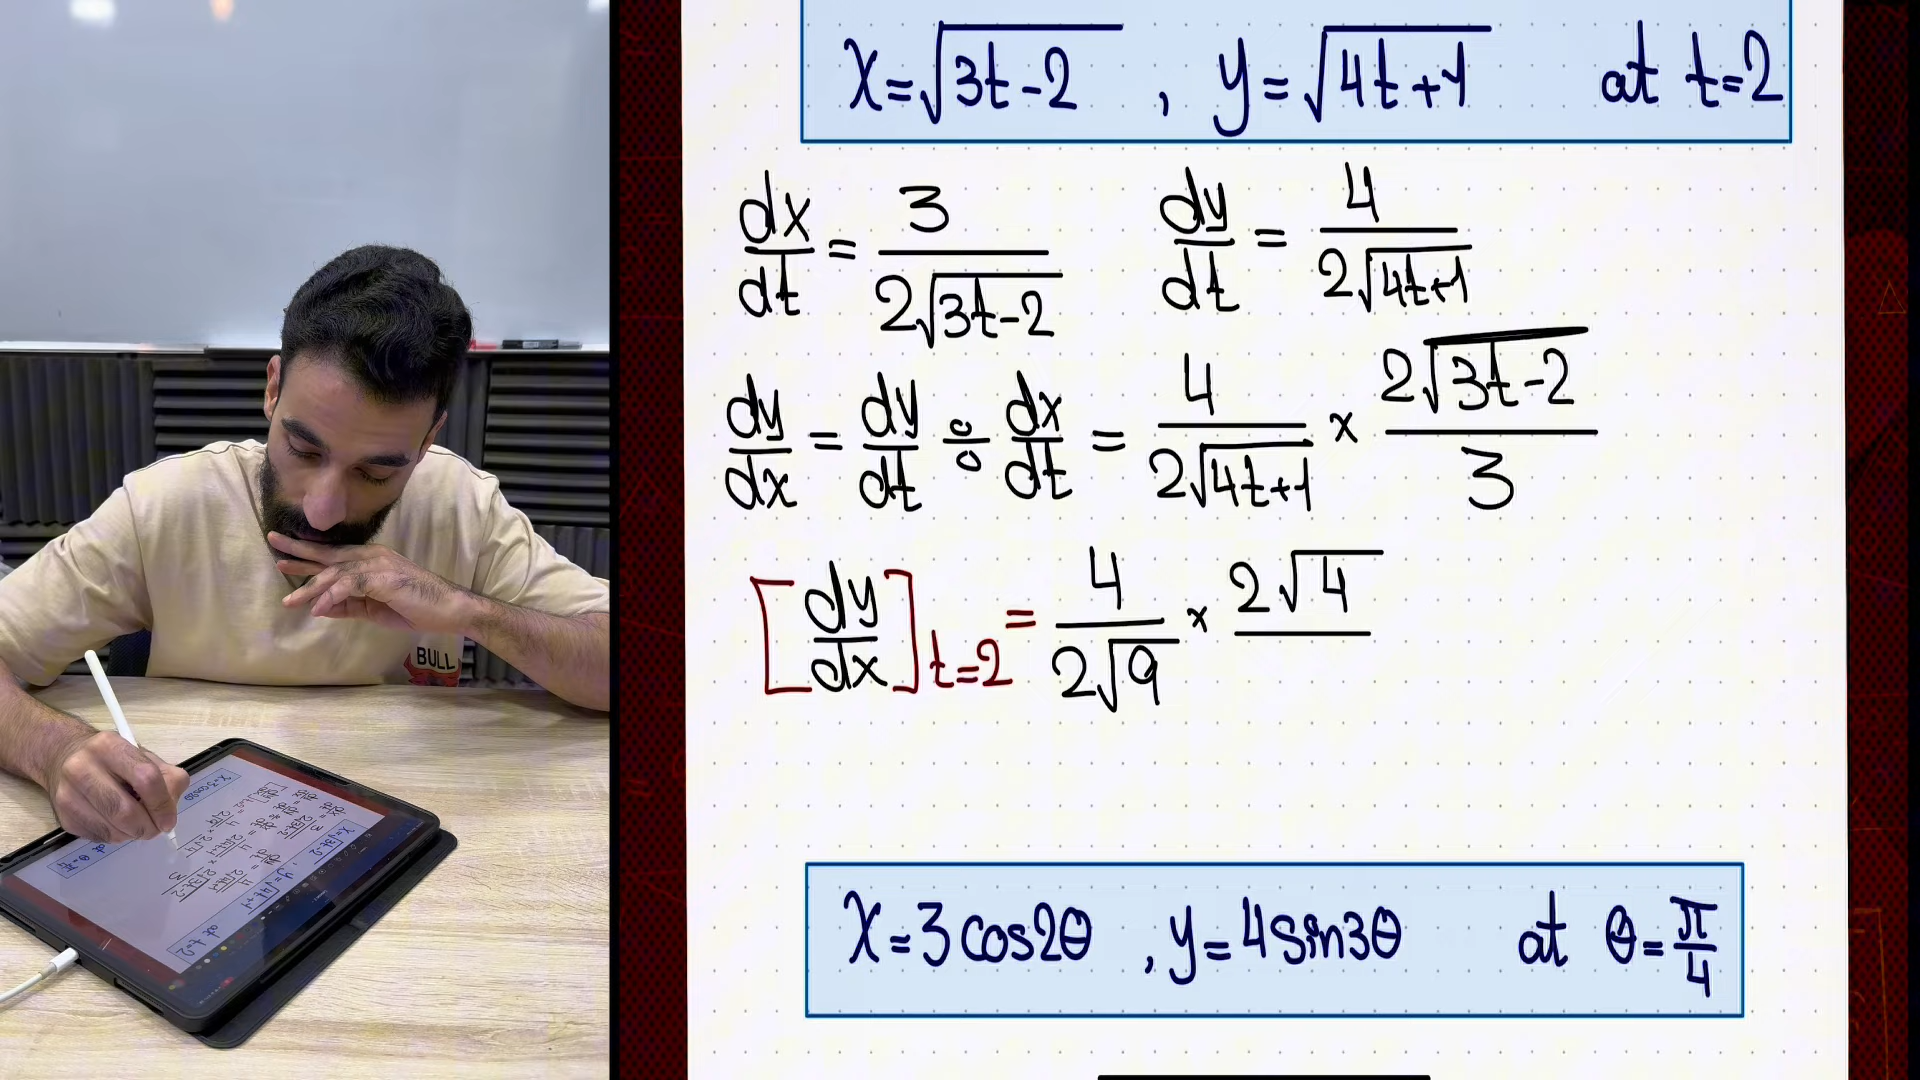 x=√(3t-2) , y=√(4t+1) at t=2
dx/dt = 3/(2√(3t-2)) dy/dt = 4/(2√(4t+1))
dy/dx = dy/dt ÷ dx/dt = 4/(2√(4t+1)) × 2√(3t-2)/3
[dy/dx] t=2 = 4/(2√9) × 2√4/
x=3cos2θ , y=4sin3θ at θ=π/4
BULL